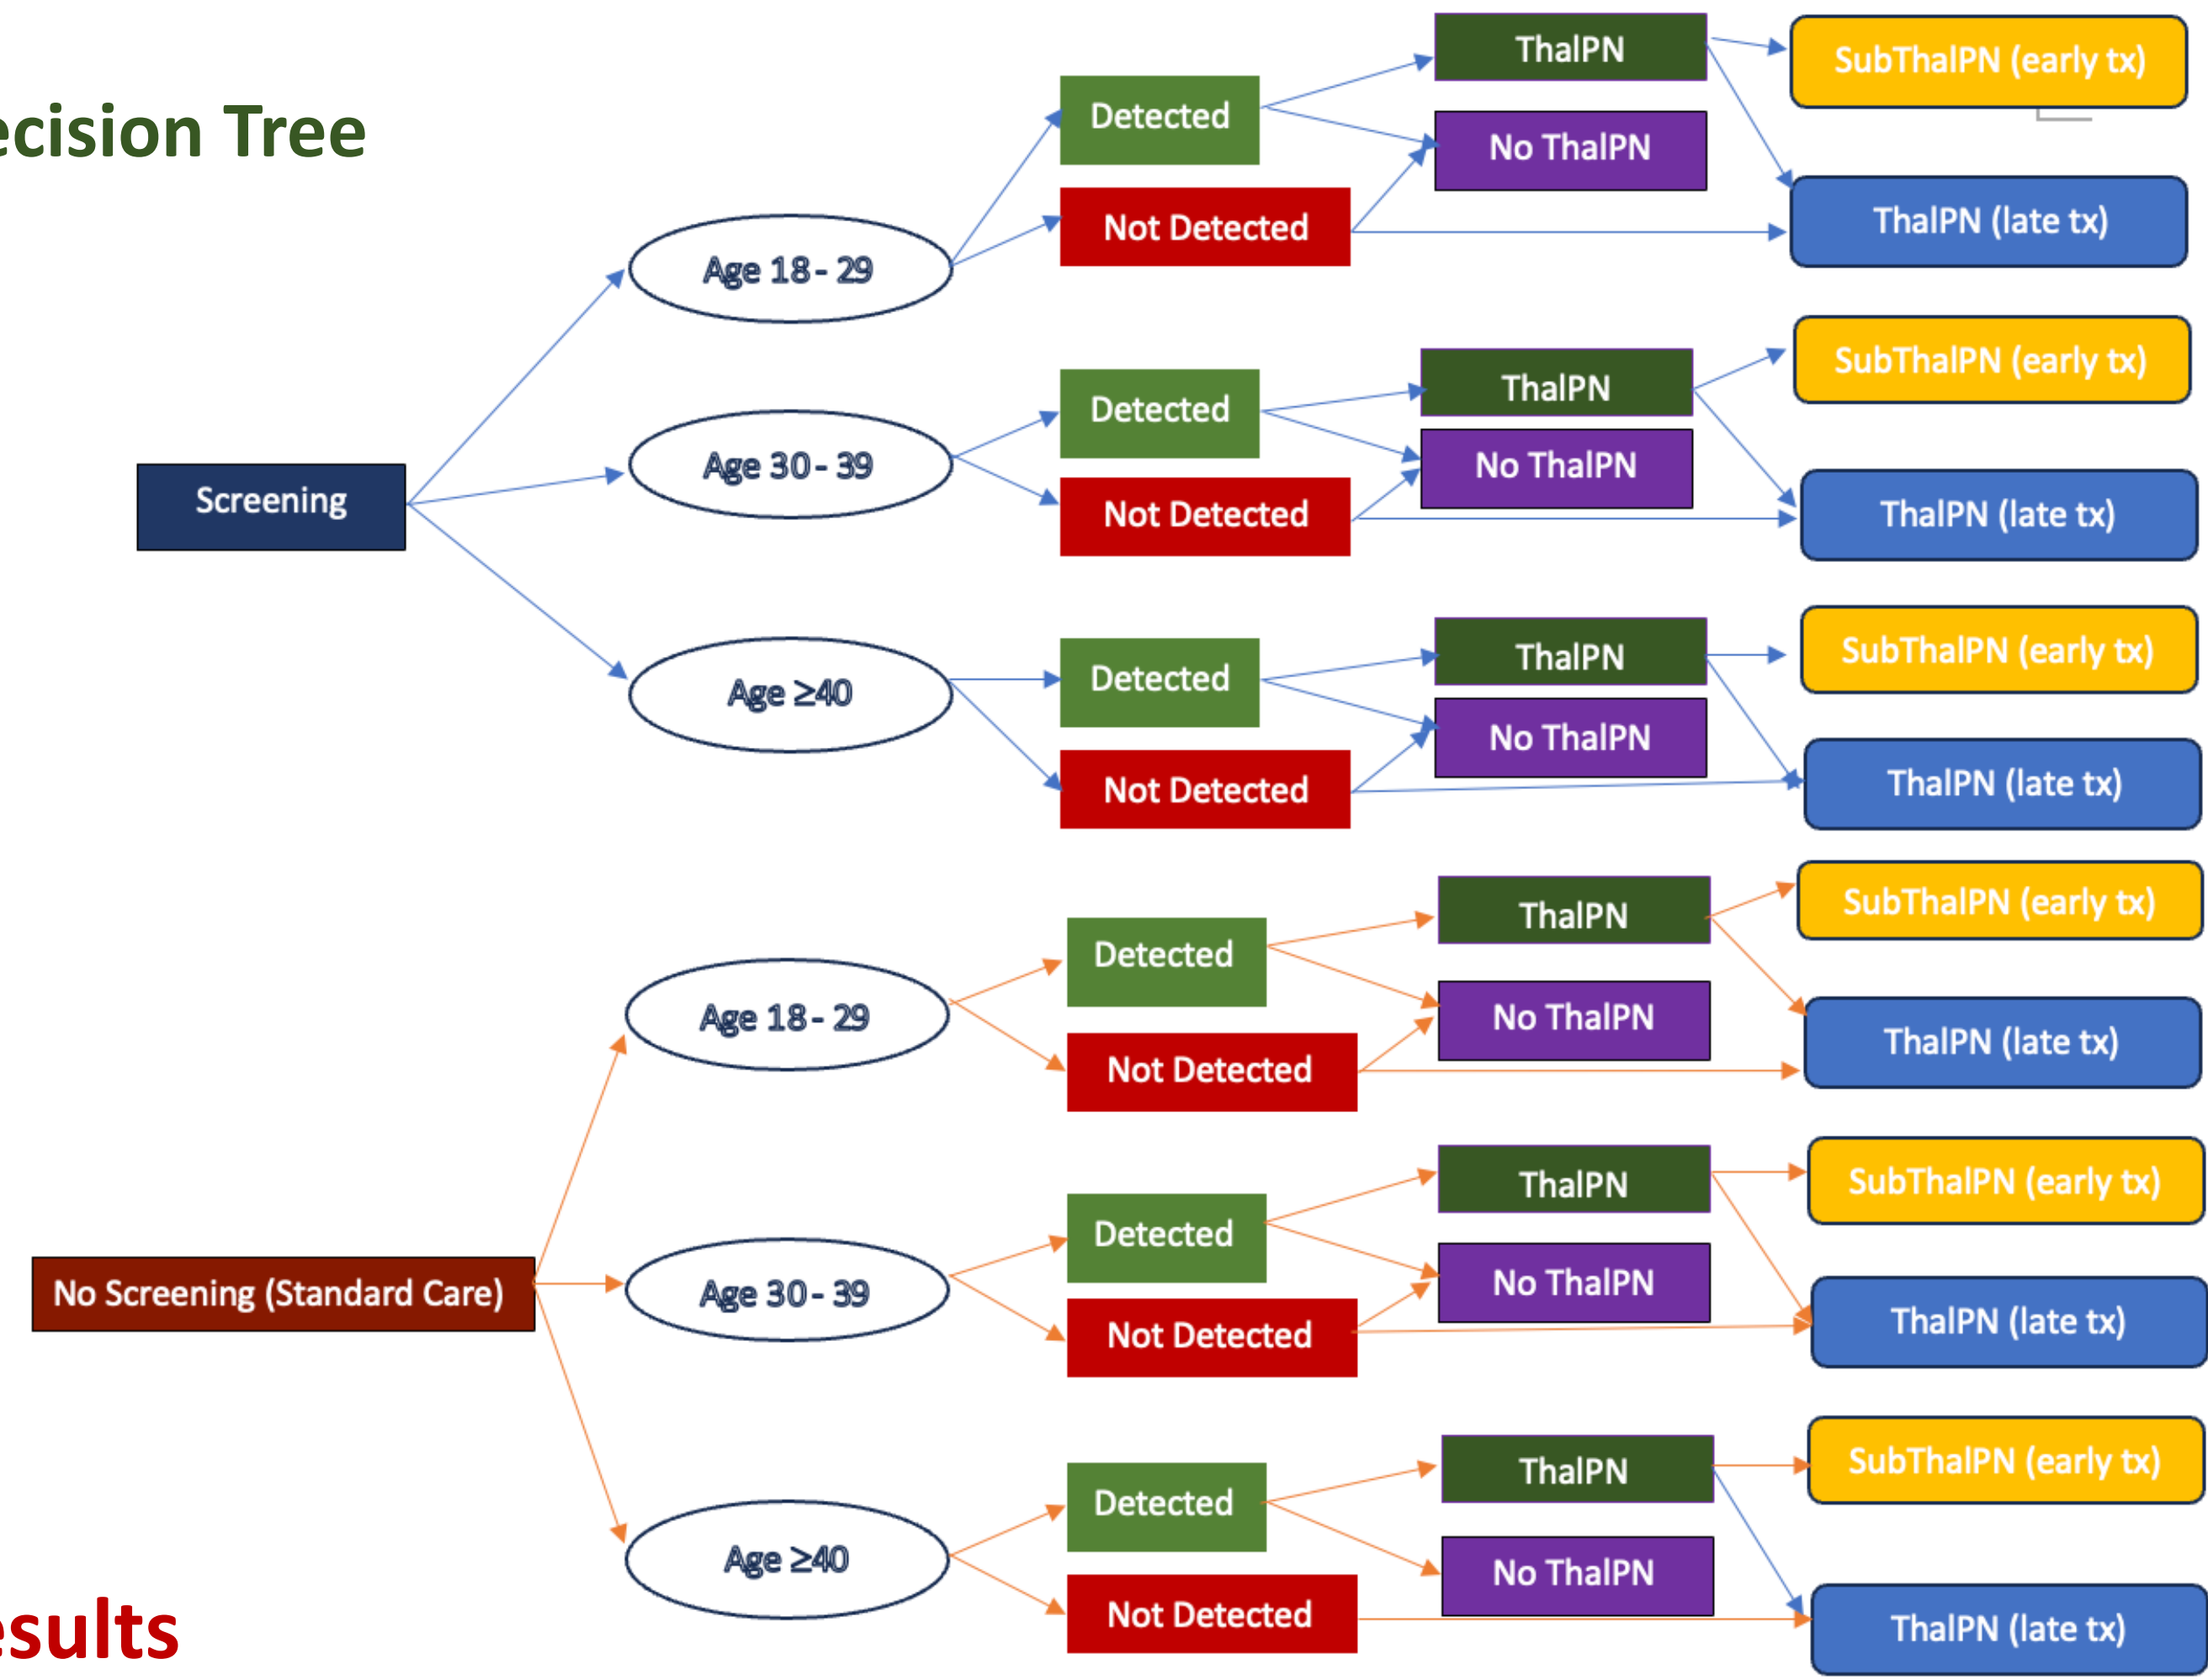 ecision Tree
Screening
Age 18 - 29
Detected
Not Detected
ThalPN
No ThalPN
SubThalPN (early tx)
ThalPN (late tx)
Age 30 - 39
Detected
Not Detected
ThalPN
No ThalPN
SubThalPN (early tx)
ThalPN (late tx)
Age ≥40
Detected
Not Detected
ThalPN
No ThalPN
SubThalPN (early tx)
ThalPN (late tx)
No Screening (Standard Care)
Age 18 - 29
Detected
Not Detected
ThalPN
No ThalPN
SubThalPN (early tx)
ThalPN (late tx)
Age 30 - 39
Detected
Not Detected
ThalPN
No ThalPN
SubThalPN (early tx)
ThalPN (late tx)
Age ≥40
Detected
Not Detected
ThalPN
No ThalPN
SubThalPN (early tx)
ThalPN (late tx)
esults